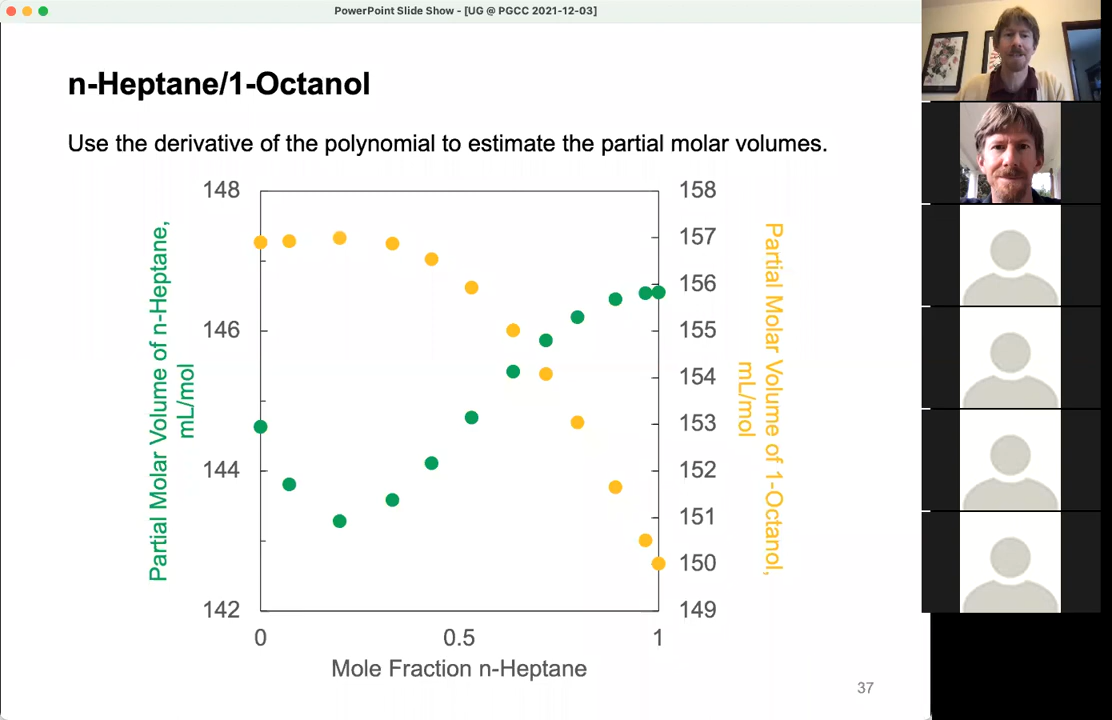 PowerPoint Slide Show - [UG @ PGCC 2021-12-03]
n-Heptane/1-Octanol
Use the derivative of the polynomial to estimate the partial molar volumes.
Partial Molar Volume of n-Heptane,
mL/mol
148
146
144
142
158
157
156
155
154
153
152
151
150
149
Partial Molar Volume of 1-Octanol,
mL/mol
0
0.5
1
Mole Fraction n-Heptane
37